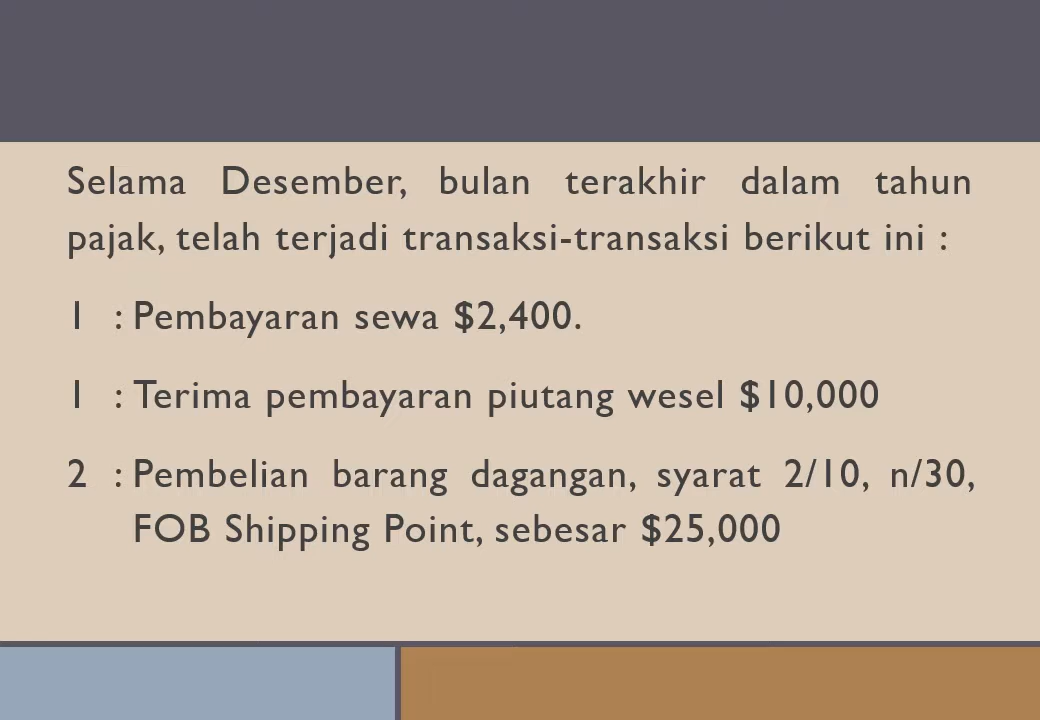 Selama Desember, bulan terakhir dalam tahun
pajak, telah terjadi transaksi-transaksi berikut ini :
1 : Pembayaran sewa $2,400.
1 : Terima pembayaran piutang wesel $10,000
2 : Pembelian barang dagangan, syarat 2/10, n/30,
FOB Shipping Point, sebesar $25,000